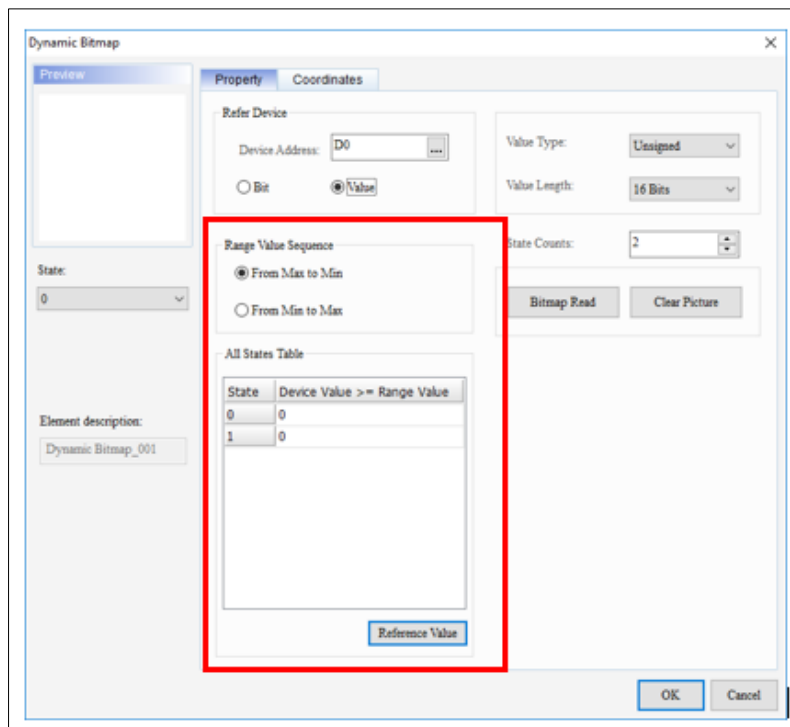 Dynamic Bitmap
Preview
Property Coordinates
Refer Device
Device Address: D0 ...
Bit Value
Value Type: Unsigned
Value Length: 16 Bits
Range Value Sequence
From Max to Min
From Min to Max
State Counts: 2
Bitmap Read Clear Picture
State:
0
All States Table
State Device Value >= Range Value
0 0
1 0
Element description:
Dynamic Bitmap_001
Reference Value
OK Cancel